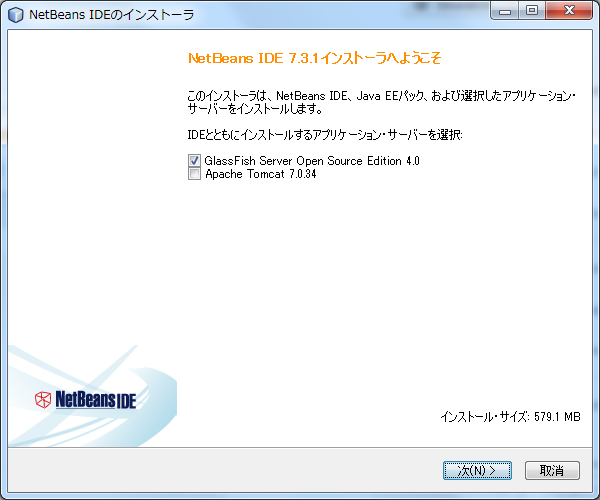 NetBeans IDEのインストーラ
NetBeans IDE 7.3.1インストーラへようこそ
このインストーラは、NetBeans IDE、Java EEパック、および選択したアプリケーション・
サーバーをインストールします。
IDEとともにインストールするアプリケーション・サーバーを選択:
GlassFish Server Open Source Edition 4.0
Apache Tomcat 7.0.34
NetBeans IDE
インストール・サイズ: 579.1 MB
次(N) >
取消